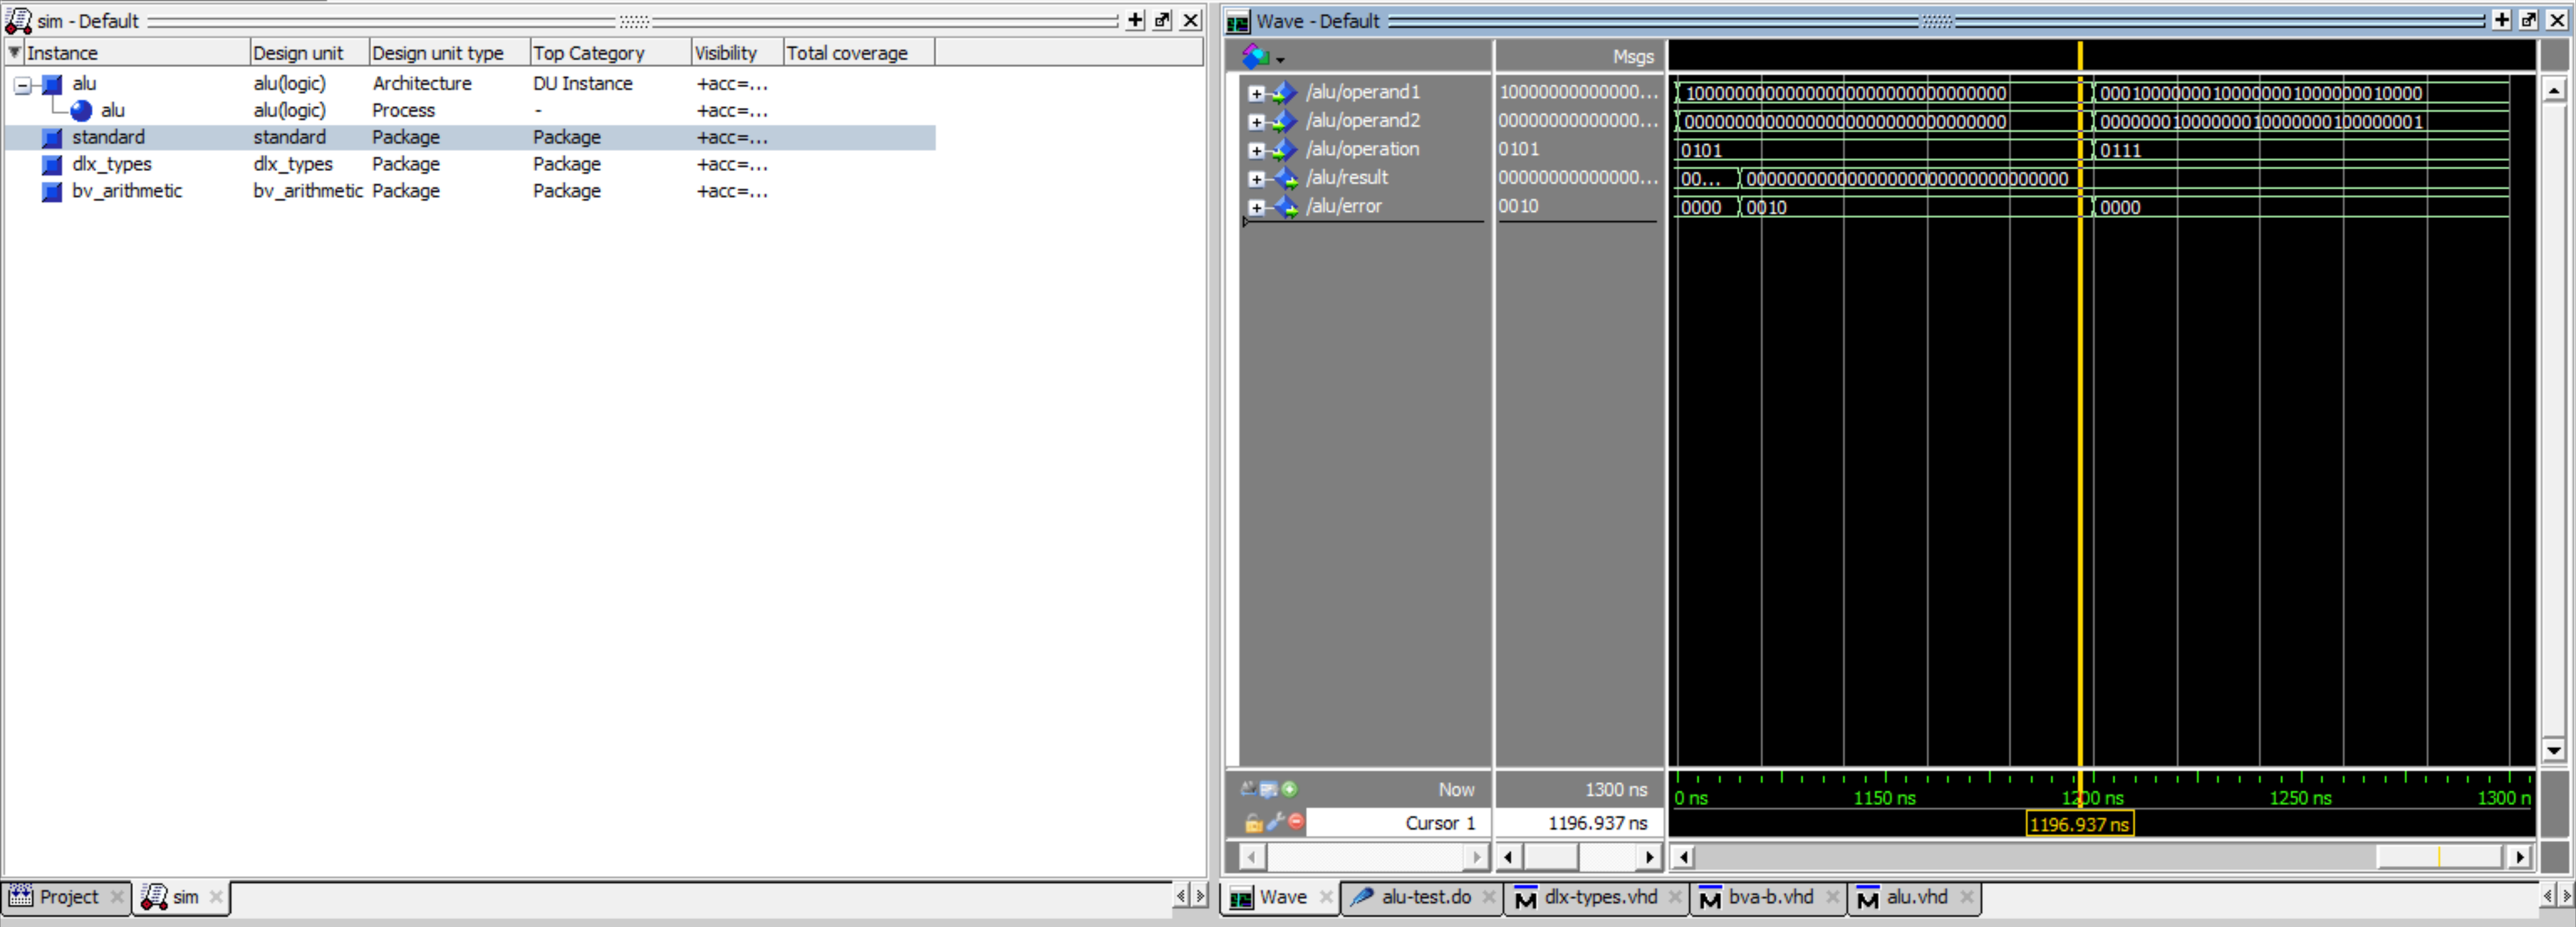 sim - Default
Instance Design unit Design unit type Top Category Visibility Total coverage
alu alu(logic) Architecture DU Instance +acc=...
alu alu(logic) Process - +acc=...
standard standard Package Package +acc=...
dlx_types dlx_types Package Package +acc=...
bv_arithmetic bv_arithmetic Package Package +acc=...
Project sim
Wave - Default
Msgs
/alu/operand1 10000000000000... 10000000000000000000000000000000 00010000000100000001000000010000
/alu/operand2 00000000000000... 00000000000000000000000000000000 00000001000000010000000100000001
/alu/operation 0101 0101 0111
/alu/result 00000000000000... 00... 00000000000000000000000000000000
/alu/error 0010 0000 0010 0000
Now 1300 ns 0 ns 1150 ns 1200 ns 1250 ns 1300 n
Cursor 1 1196.937 ns 1196.937 ns
Wave alu-test.do dlx-types.vhd bva-b.vhd alu.vhd